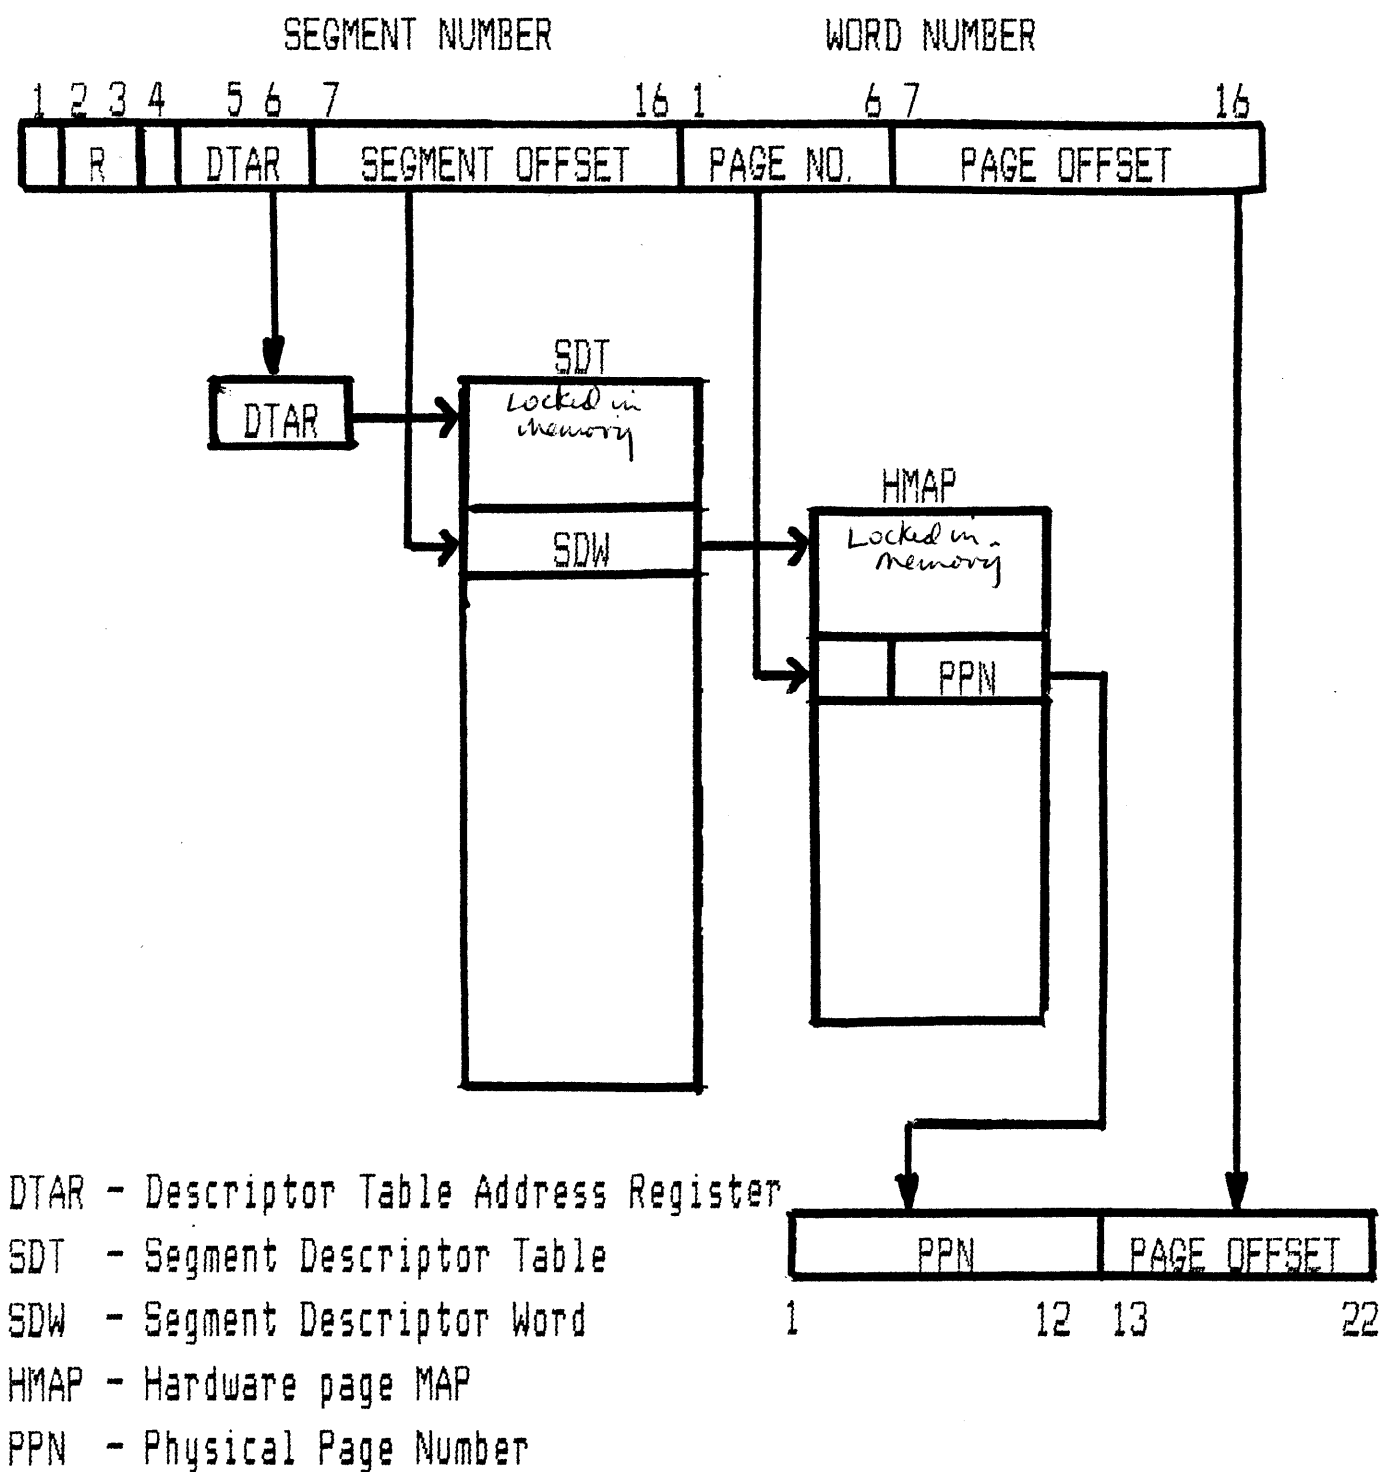 SEGMENT NUMBER WORD NUMBER
1 2 3 4 5 6 7 16 1 6 7 16
R DTAR SEGMENT OFFSET PAGE NO. PAGE OFFSET
SDT
Locked in
memory
DTAR
HMAP
Locked in
memory
SDW
PPN
DTAR - Descriptor Table Address Register
SDT - Segment Descriptor Table
PPN PAGE OFFSET
SDW - Segment Descriptor Word
1 12 13 22
HMAP - Hardware page MAP
PPN - Physical Page Number